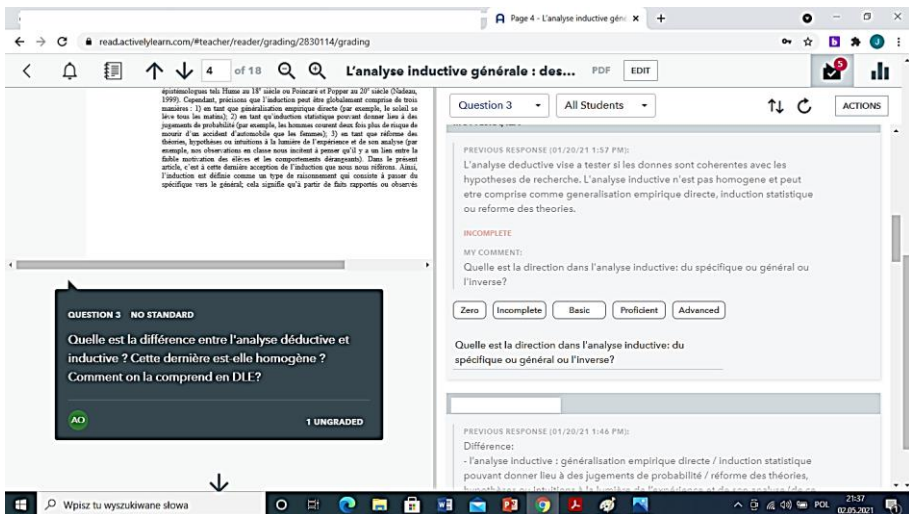 Page 4 - L'analyse inductive géné
read.activelylearn.com/#teacher/reader/grading/2830114/grading
4 of 18 L'analyse inductive générale : des... PDF EDIT
5
épistémologues tels Hume au 18e siècle ou Poincaré et Popper au 20e siècle (Nadeau,
1999). Cependant, précisons que l'induction peut être globalement comprise de trois
manières : 1) en tant que généralisation empirique directe (par exemple, le soleil se
lève tous les matins); 2) en tant qu'induction statistique pouvant donner lieu à des
jugements de probabilité (par exemple, les hommes courent deux fois plus de risque de
mourir d'un accident d'automobile que les femmes); 3) en tant que réforme des
théories, hypothèses ou intuitions à la lumière de l'expérience et de son analyse (par
exemple, nos observations en classe nous incitent à penser qu'il y a un lien entre la
faible motivation des élèves et les comportements dérangeants). Dans le présent
article, c'est à cette dernière acception de l'induction que nous nous référons. Ainsi,
l'induction est définie comme un type de raisonnement qui consiste à passer du
spécifique vers le général; cela signifie qu'à partir de faits rapportés ou observés
QUESTION 3 NO STANDARD
Quelle est la différence entre l'analyse déductive et
inductive ? Cette dernière est-elle homogène ?
Comment on la comprend en DLE?
AO 1 UNGRADED
Question 3 All Students ACTIONS
PREVIOUS RESPONSE (01/20/21 1:57 PM):
L'analyse deductive vise a tester si les donnes sont coherentes avec les
hypotheses de recherche. L'analyse inductive n'est pas homogene et peut
etre comprise comme generalisation empirique directe, induction statistique
ou reforme des theories.
INCOMPLETE
MY COMMENT:
Quelle est la direction dans l'analyse inductive: du spécifique ou général ou
l'inverse?
Zero Incomplete Basic Proficient Advanced
Quelle est la direction dans l'analyse inductive: du
spécifique ou général ou l'inverse?
PREVIOUS RESPONSE (01/20/21 1:46 PM):
Différence:
- l'analyse inductive : généralisation empirique directe / induction statistique
pouvant donner lieu à des jugements de probabilité / réforme des théories,
Wpisz tu wyszukiwane słowa
POL 21:37
02.05.2021